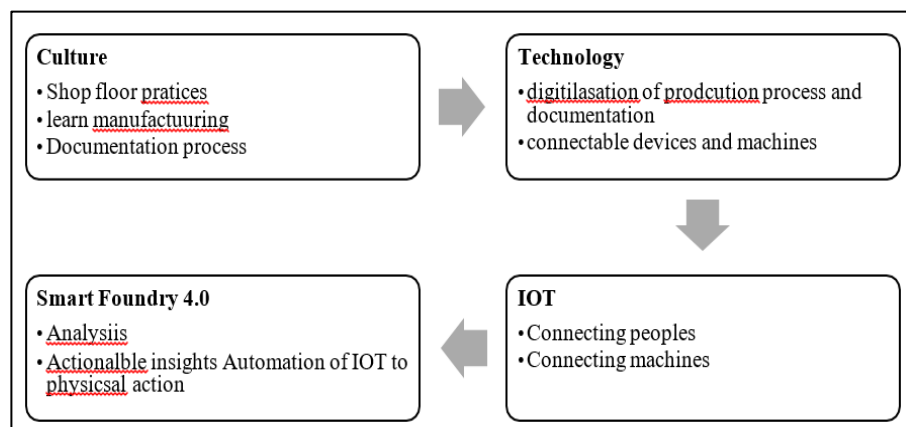 Culture
• Shop floor pratices
• learn manufactuuring
• Documentation process
Technology
• digitilasation of prodcution process and
documentation
• connectable devices and machines
Smart Foundry 4.0
• Analysiis
• Actionalble insights Automation of IOT to
physicsal action
IOT
• Connecting peoples
• Connecting machines